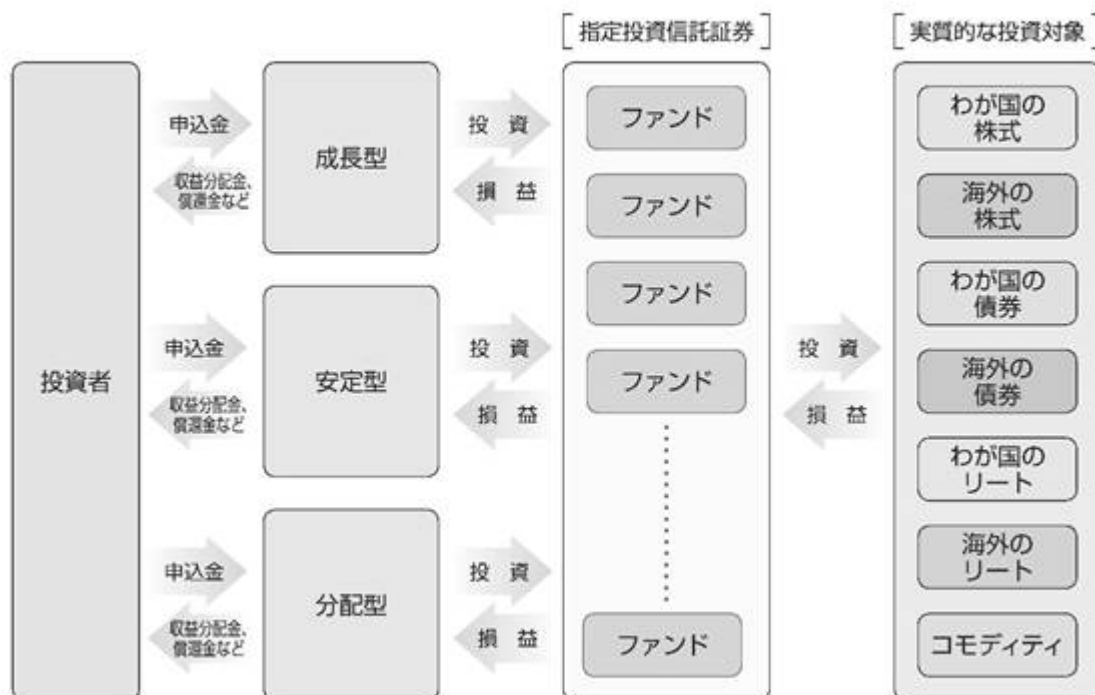 [指定投資信託証券]
[実質的な投資対象]
投資者
申込金
収益分配金、
償還金など
成長型
投 資
損 益
申込金
収益分配金、
償還金など
安定型
投 資
損 益
申込金
収益分配金、
償還金など
分配型
投 資
損 益
ファンド
ファンド
ファンド
ファンド
ファンド
投 資
損 益
わが国の
株式
海外の
株式
わが国の
債券
海外の
債券
わが国の
リート
海外の
リート
コモディティ